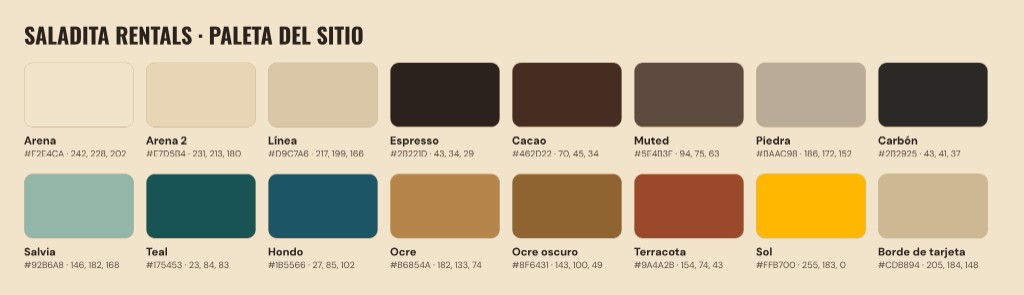 SALADITA RENTALS · PALETA DEL SITIO
Arena Arena 2 Línea Espresso Cacao Muted Piedra Carbón
#F2E4CA · 242, 228, 202 #E7D5B4 · 231, 213, 180 #D9C7A6 · 217, 199, 166 #2B221D · 43, 34, 29 #462D22 · 70, 45, 34 #5E4B3F · 94, 75, 63 #BAAC98 · 186, 172, 152 #2B2925 · 43, 41, 37
Salvia Teal Hondo Ocre Ocre oscuro Terracota Sol Borde de tarjeta
#92B6A8 · 146, 182, 168 #175453 · 23, 84, 83 #1B5566 · 27, 85, 102 #B6854A · 182, 133, 74 #8F6431 · 143, 100, 49 #9A4A2B · 154, 74, 43 #FFB700 · 255, 183, 0 #CDB894 · 205, 184, 148